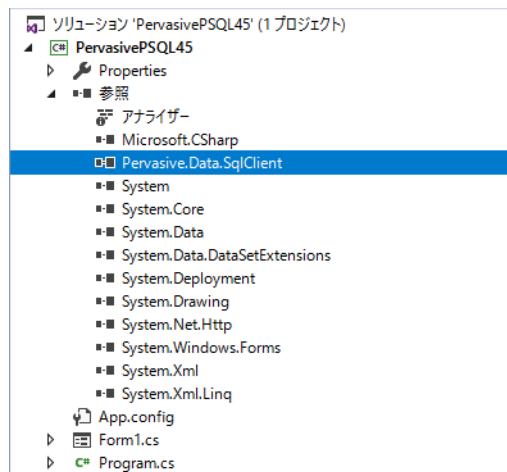 ソリューション 'PervasivePSQL45' (1 プロジェクト)
C# PervasivePSQL45
Properties
参照
アナライザー
Microsoft.CSharp
Pervasive.Data.SqlClient
System
System.Core
System.Data
System.Data.DataSetExtensions
System.Deployment
System.Drawing
System.Net.Http
System.Windows.Forms
System.Xml
System.Xml.Linq
App.config
Form1.cs
C# Program.cs